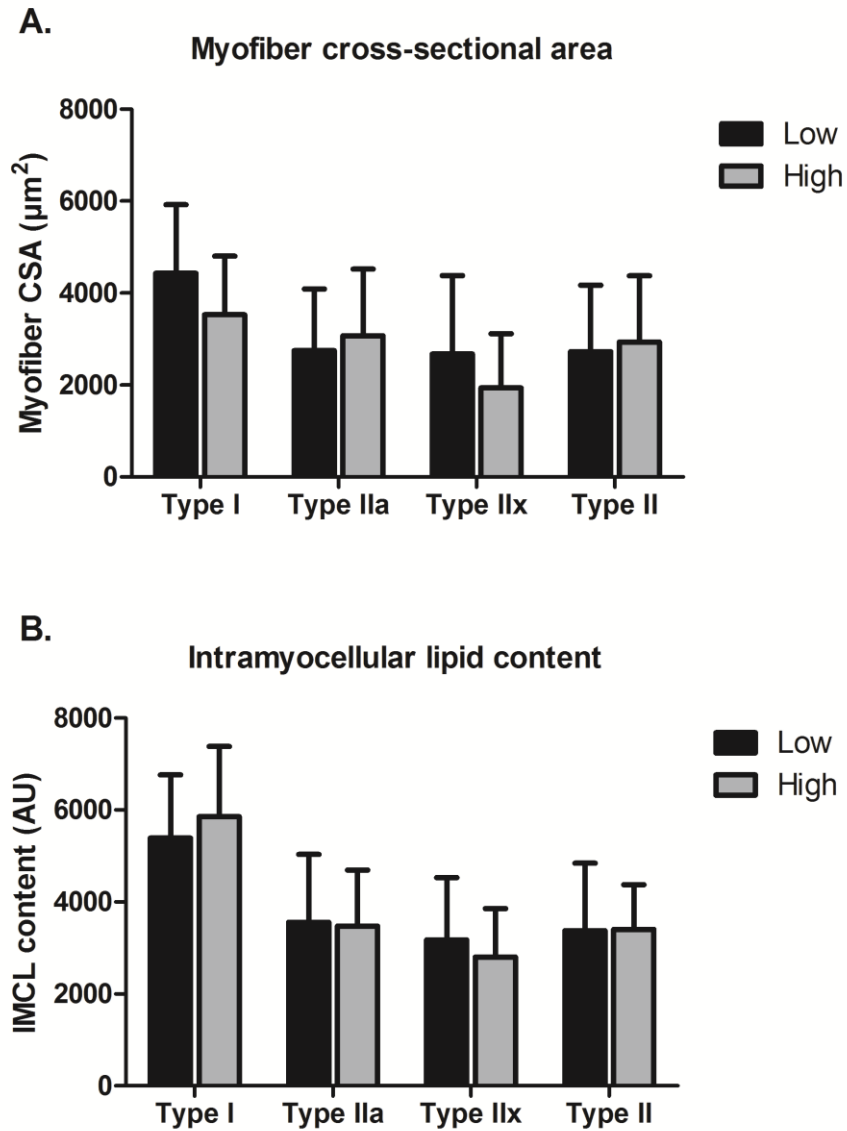 A.
Myofiber cross-sectional area
8000
6000
4000
2000
0
Myofiber CSA (µm²)
Type I Type IIa Type IIx Type II
Low
High
B.
Intramyocellular lipid content
8000
6000
4000
2000
0
IMCL content (AU)
Type I Type IIa Type IIx Type II
Low
High